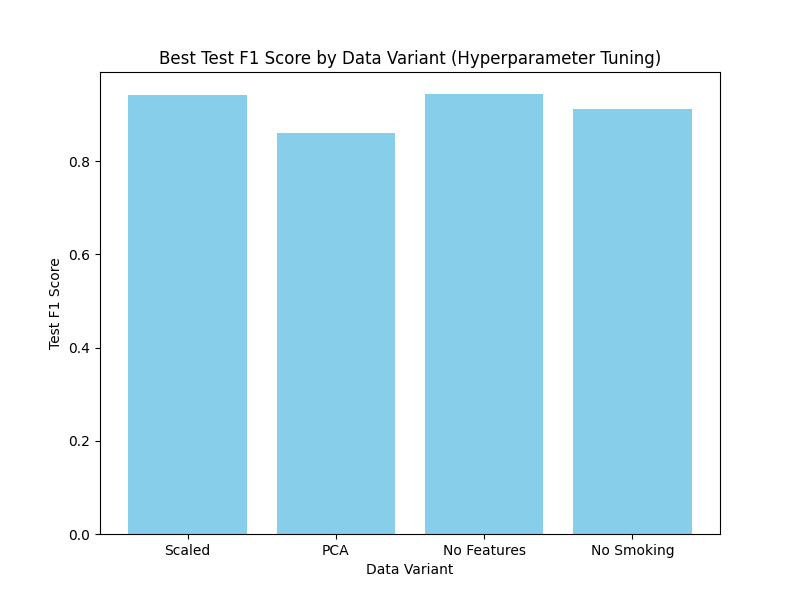 Best Test F1 Score by Data Variant (Hyperparameter Tuning)
Test F1 Score
0.8
0.6
0.4
0.2
0.0
Scaled PCA No Features No Smoking
Data Variant